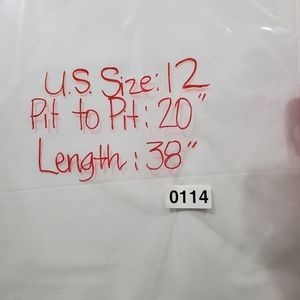 U.S. Size: 12
Pit to Pit: 20"
Length: 38"
0114